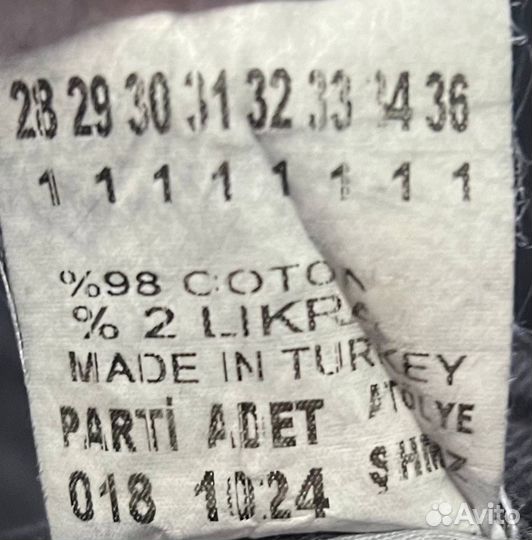 28 29 30 31 32 33 34 36
1 1 1 1 1 1 1 1
%98 COTON
% 2 LIKRA
MADE IN TURKEY
PARTİ ADET ATOLYE
018 1024
Avito